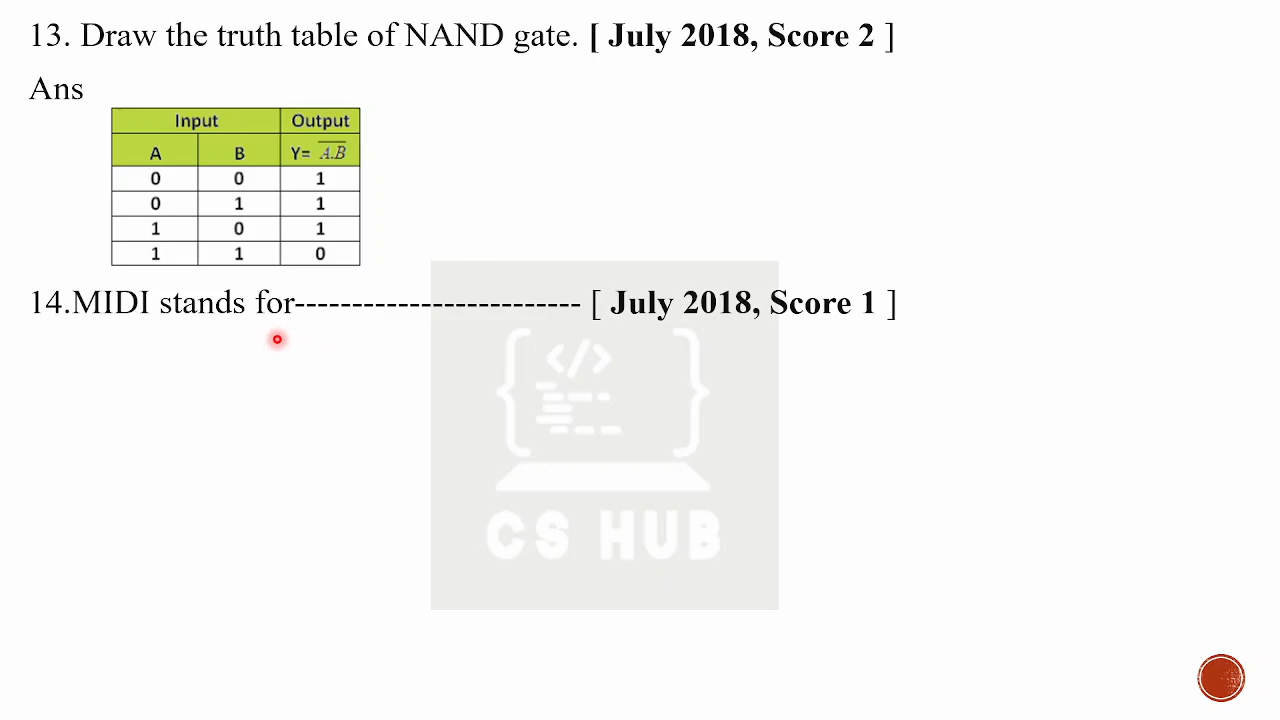 13. Draw the truth table of NAND gate. [ July 2018, Score 2 ]
Ans
Input Output
A B Y= A.B
0 0 1
0 1 1
1 0 1
1 1 0
14.MIDI stands for------------------------- [ July 2018, Score 1 ]
</>
CS HUB